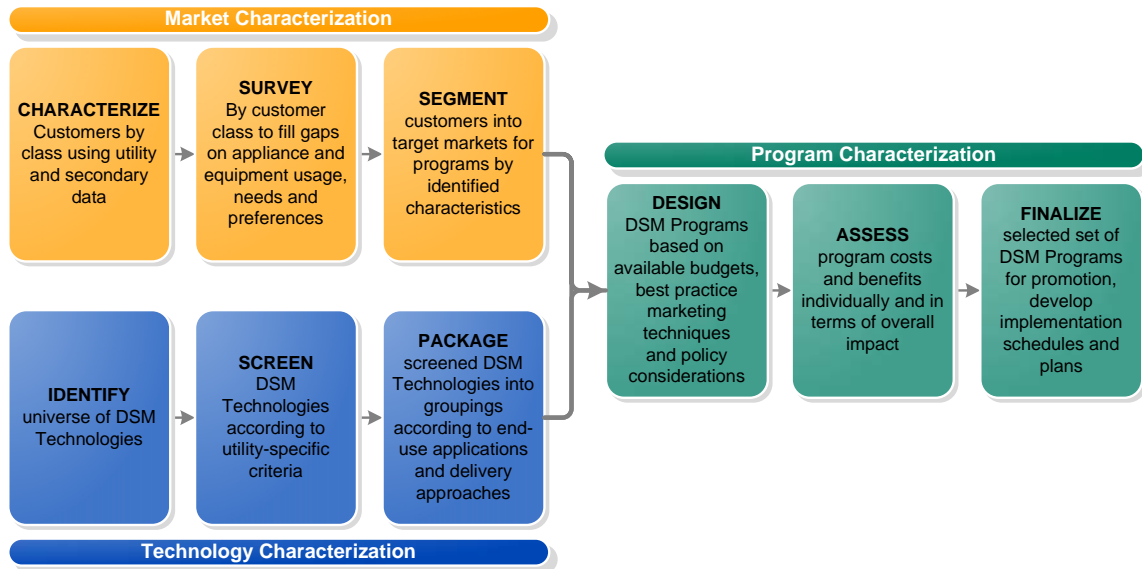 Market Characterization
CHARACTERIZE
Customers by
class using utility
and secondary
data
SURVEY
By customer
class to fill gaps
on appliance and
equipment usage,
needs and
preferences
SEGMENT
customers into
target markets for
programs by
identified
characteristics
IDENTIFY
universe of DSM
Technologies
SCREEN
DSM
Technologies
according to
utility-specific
criteria
PACKAGE
screened DSM
Technologies into
groupings
according to end-
use applications
and delivery
approaches
Technology Characterization
Program Characterization
DESIGN
DSM Programs
based on
available budgets,
best practice
marketing
techniques
and policy
considerations
ASSESS
program costs
and benefits
individually and in
terms of overall
impact
FINALIZE
selected set of
DSM Programs
for promotion,
develop
implementation
schedules and
plans